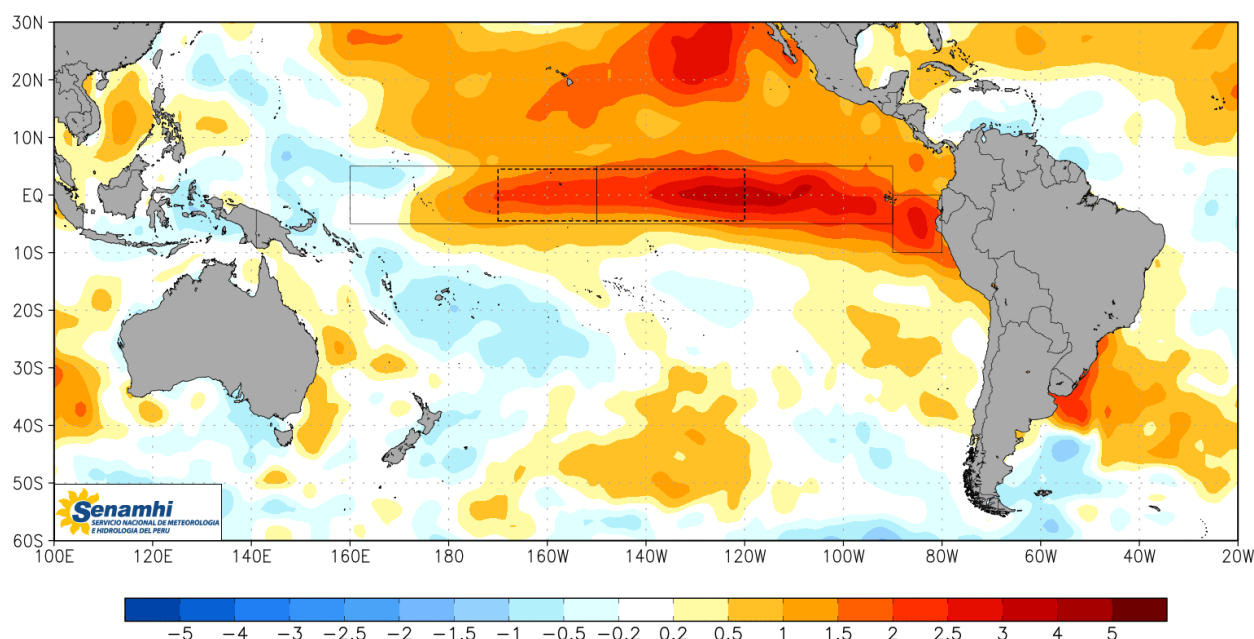 30N
20N
10N
EQ
10S
20S
30S
40S
50S
60S
Senamhi
SERVICIO NACIONAL DE METEOROLOGIA
E HIDROLOGIA DEL PERU
100E 120E 140E 160E 180 160W 140W 120W 100W 80W 60W 40W 20W
-5 -4 -3 -2.5 -2 -1.5 -1 -0.5 -0.2 0.2 0.5 1 1.5 2 2.5 3 4 5